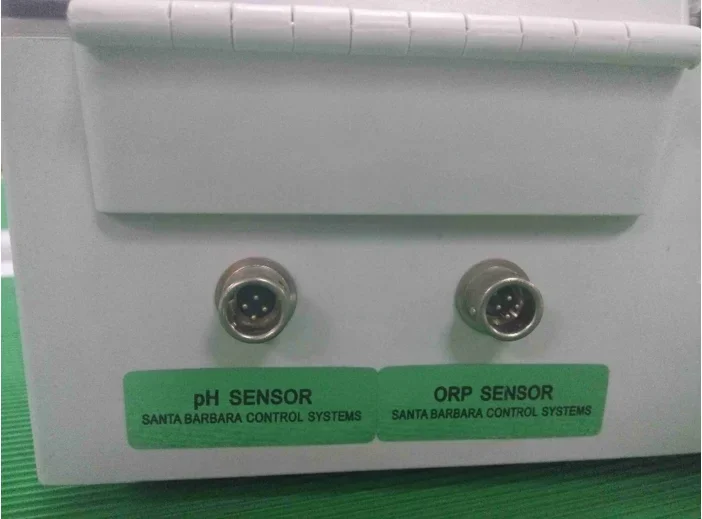 pH SENSOR
SANTA BARBARA CONTROL SYSTEMS
ORP SENSOR
SANTA BARBARA CONTROL SYSTEMS